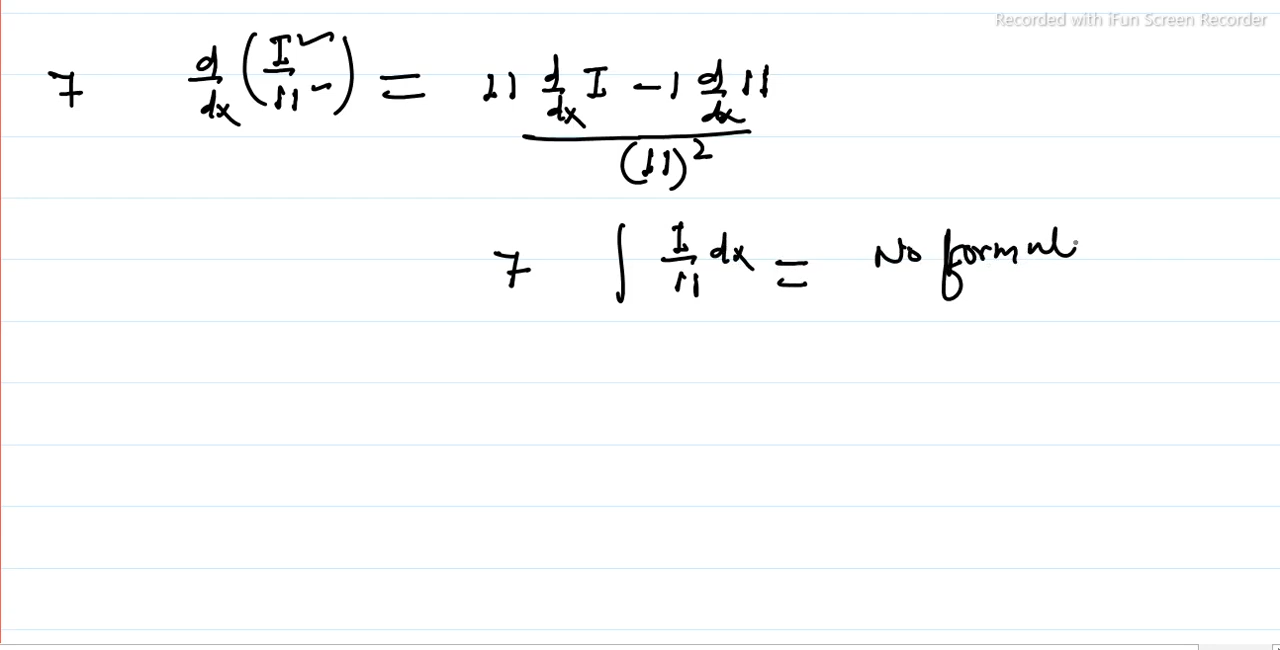 Recorded with iFun Screen Recorder
7 d/dx (I/II) = II d/dx I - I d/dx II / (II)²
7 ∫ I/II dx = No formul